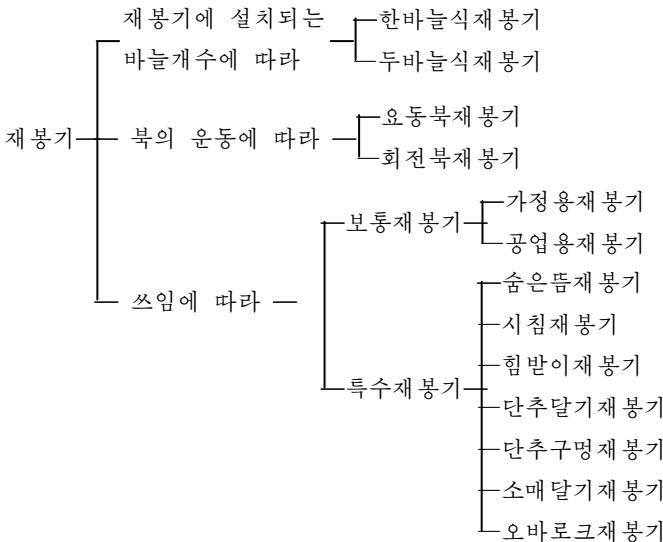 재봉기에 설치되는
바늘개수에 따라
한바늘식재봉기
두바늘식재봉기
재봉기
북의 운동에 따라
요동북재봉기
회전북재봉기
쓰임에 따라
보통재봉기
가정용재봉기
공업용재봉기
특수재봉기
숨은뜸재봉기
시침재봉기
힘받이재봉기
단추달기재봉기
단추구멍재봉기
소매달기재봉기
오바로크재봉기